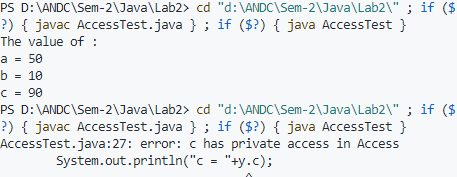 PS D:\ANDC\Sem-2\Java\Lab2> cd "d:\ANDC\Sem-2\Java\Lab2\" ; if ($
?) { javac AccessTest.java } ; if ($?) { java AccessTest }
The value of :
a = 50
b = 10
c = 90
PS D:\ANDC\Sem-2\Java\Lab2> cd "d:\ANDC\Sem-2\Java\Lab2\" ; if ($
?) { javac AccessTest.java } ; if ($?) { java AccessTest }
AccessTest.java:27: error: c has private access in Access
        System.out.println("c = "+y.c);
                                   ^